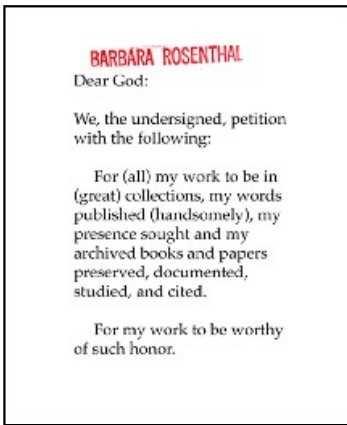 BARBARA ROSENTHAL
Dear God:
We, the undersigned, petition
with the following:
For (all) my work to be in
(great) collections, my words
published (handsomely), my
presence sought and my
archived books and papers
preserved, documented,
studied, and cited.
For my work to be worthy
of such honor.